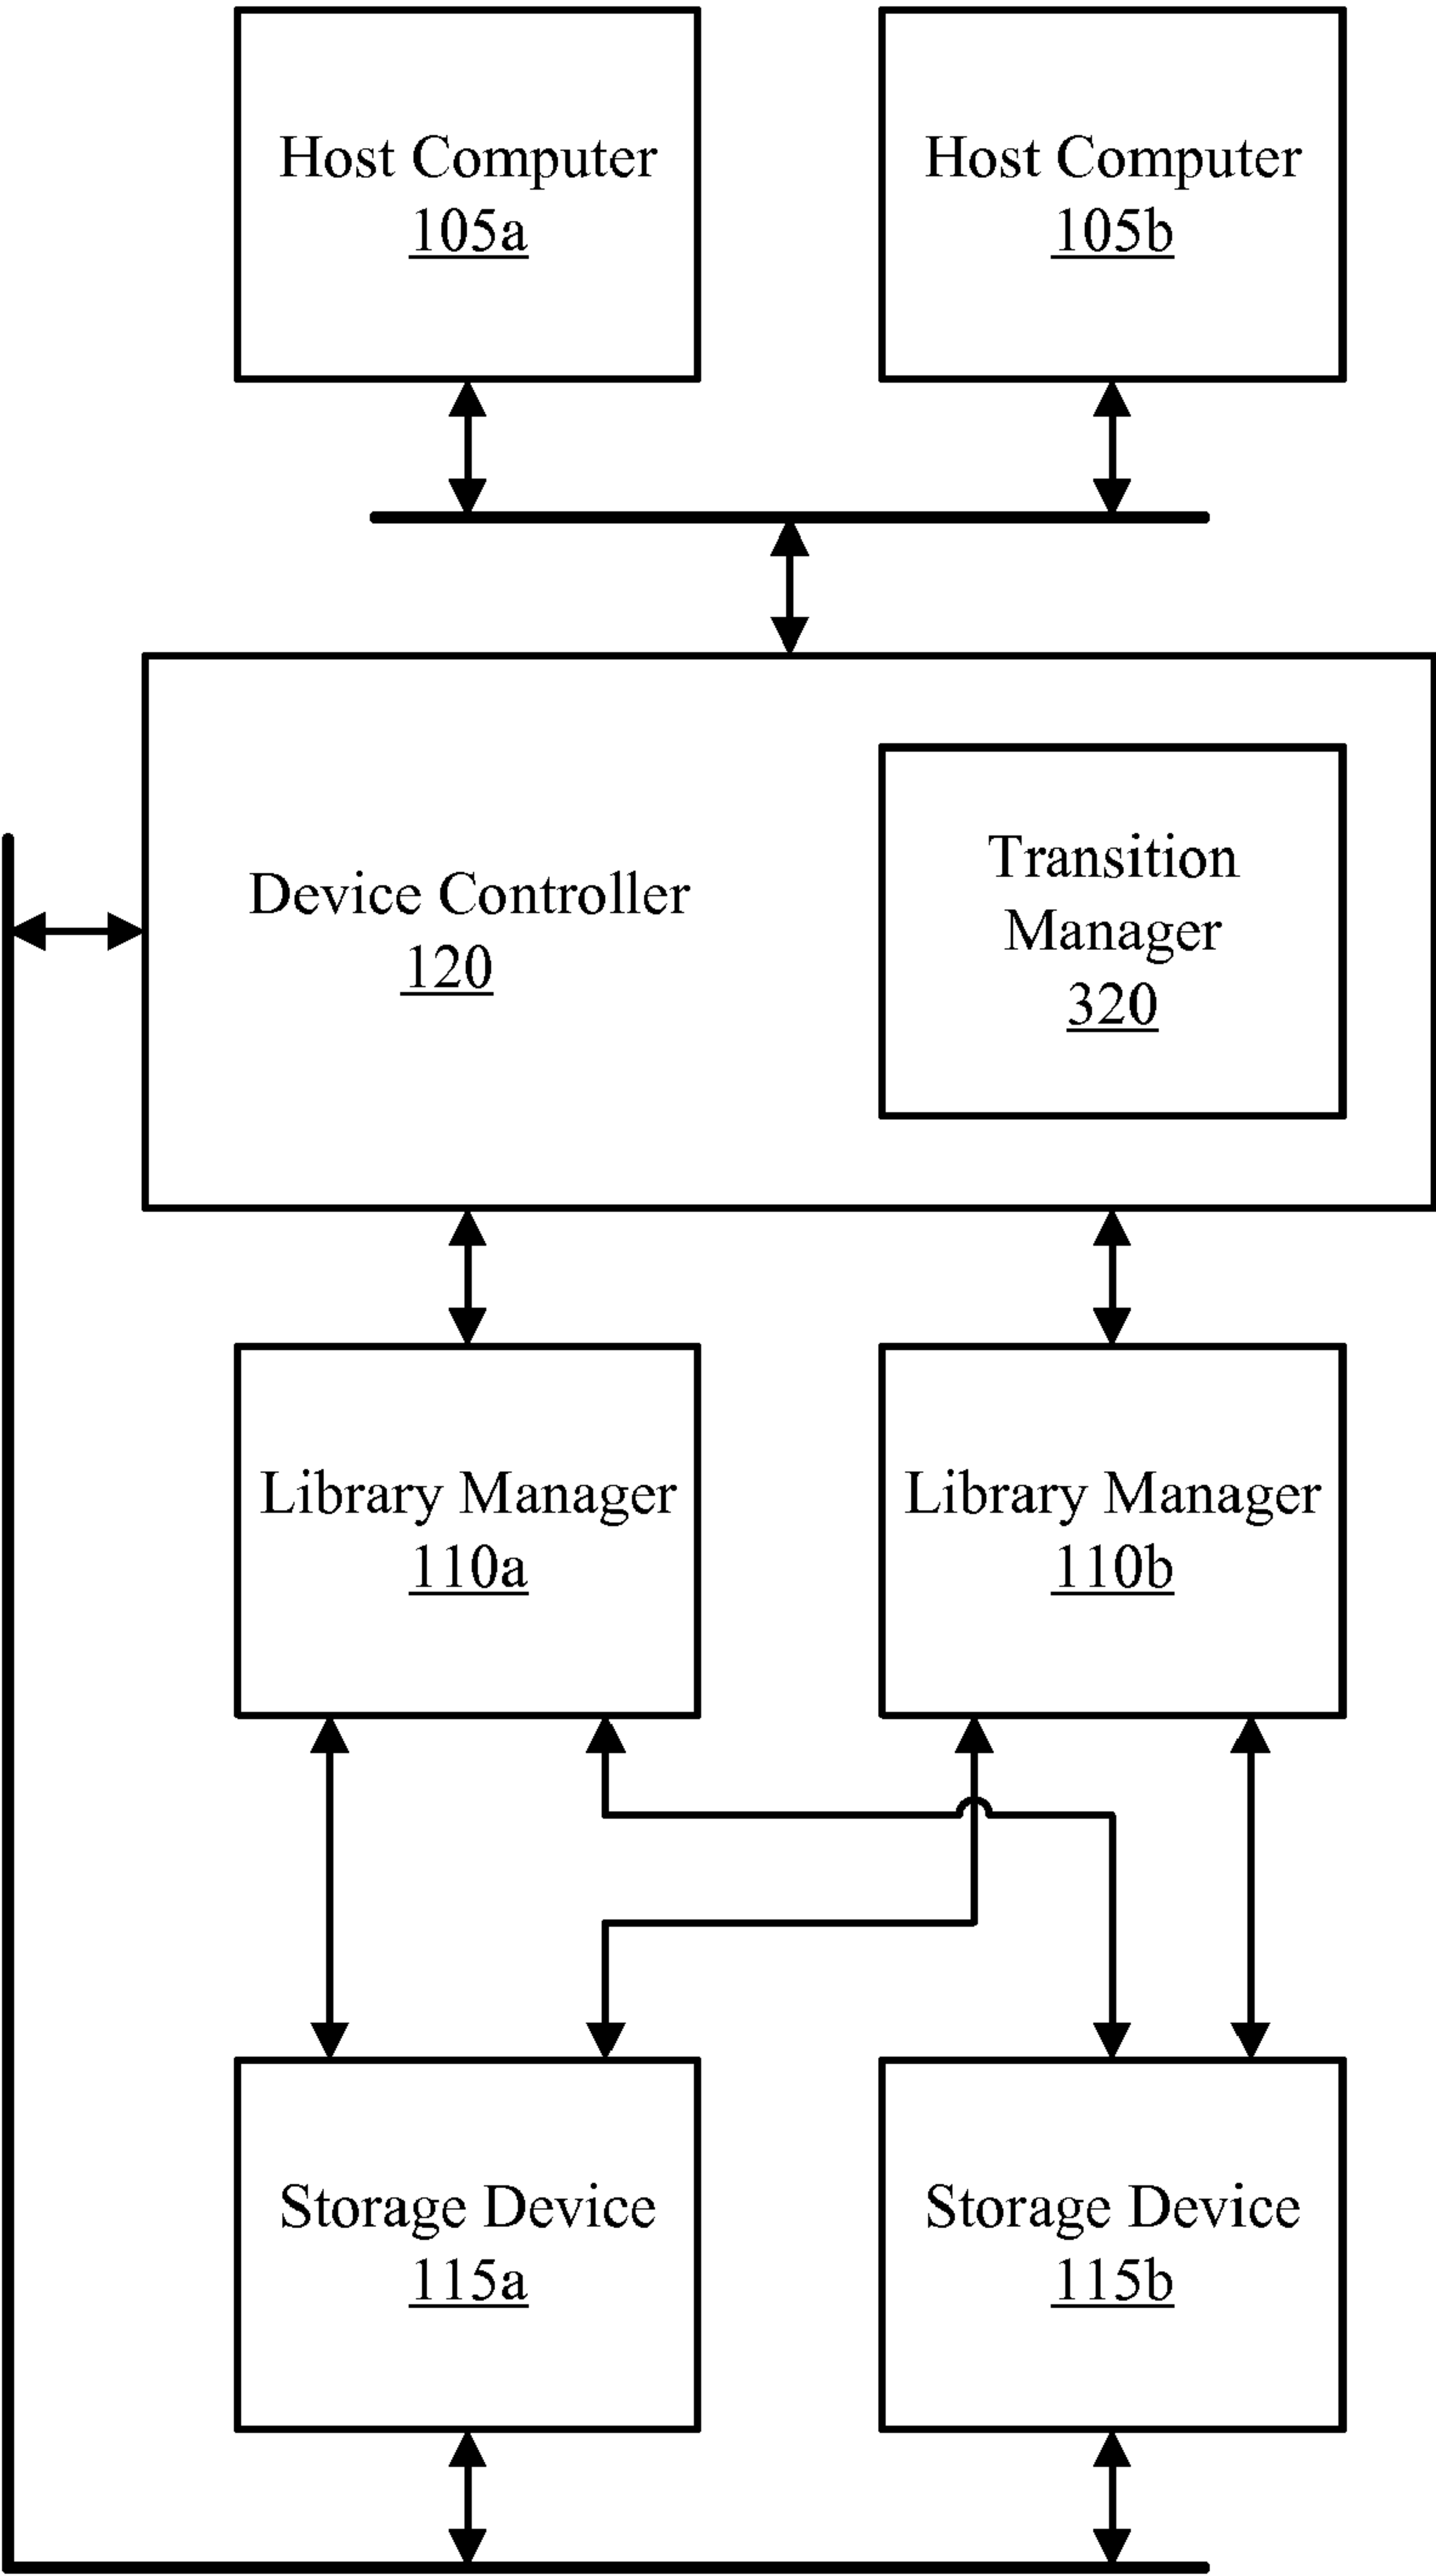 Host Computer
105a
Host Computer
105b
Device Controller
120
Transition
Manager
320
Library Manager
110a
Library Manager
110b
Storage Device
115a
Storage Device
115b